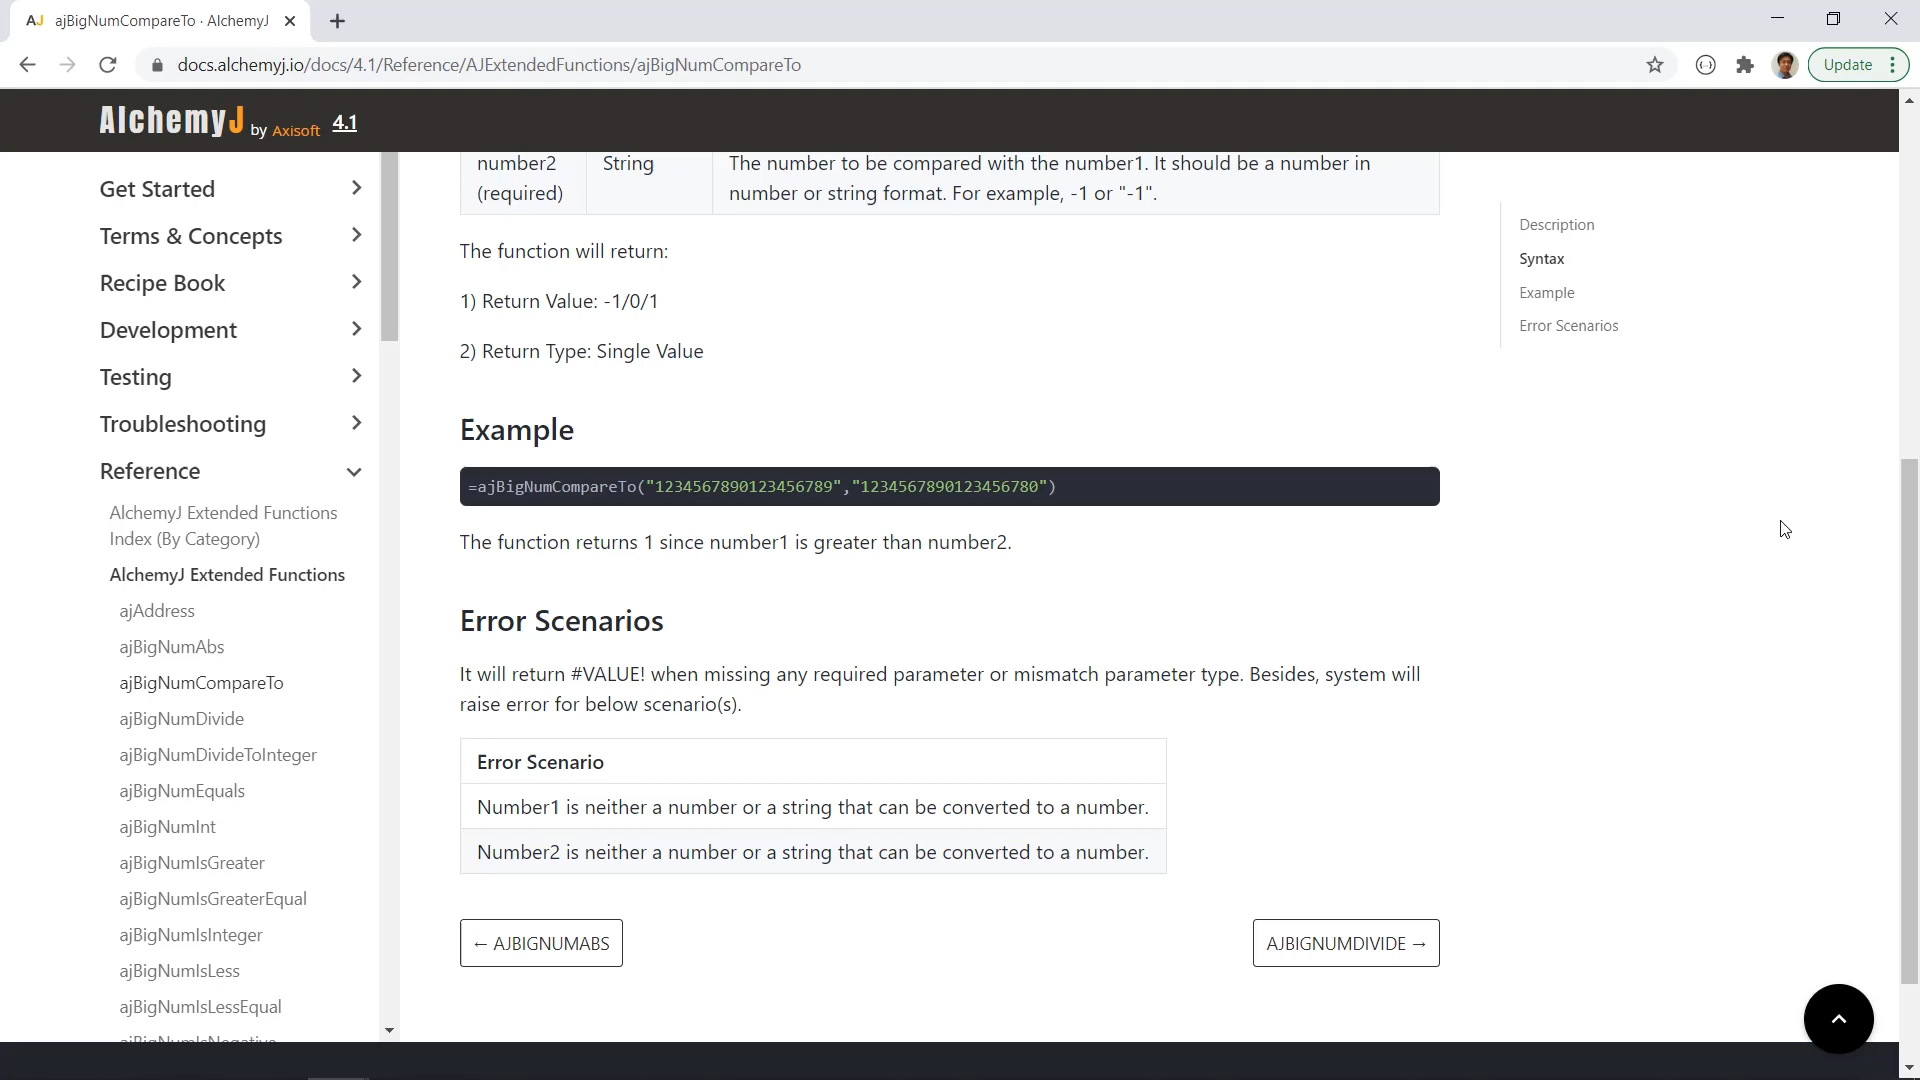 AJ ajBigNumCompareTo · AlchemyJ
docs.alchemyj.io/docs/4.1/Reference/AJExtendedFunctions/ajBigNumCompareTo
Update
AlchemyJ by Axisoft 4.1
Get Started
Terms & Concepts
Recipe Book
Development
Testing
Troubleshooting
Reference
AlchemyJ Extended Functions
Index (By Category)
AlchemyJ Extended Functions
ajAddress
ajBigNumAbs
ajBigNumCompareTo
ajBigNumDivide
ajBigNumDivideToInteger
ajBigNumEquals
ajBigNumInt
ajBigNumIsGreater
ajBigNumIsGreaterEqual
ajBigNumIsInteger
ajBigNumIsLess
ajBigNumIsLessEqual
ajBigNumIsNegative
number2 String The number to be compared with the number1. It should be a number in
(required) number or string format. For example, -1 or "-1".
The function will return:
1) Return Value: -1/0/1
2) Return Type: Single Value
Example
=ajBigNumCompareTo("1234567890123456789","1234567890123456780")
The function returns 1 since number1 is greater than number2.
Error Scenarios
It will return #VALUE! when missing any required parameter or mismatch parameter type. Besides, system will
raise error for below scenario(s).
Error Scenario
Number1 is neither a number or a string that can be converted to a number.
Number2 is neither a number or a string that can be converted to a number.
← AJBIGNUMABS
AJBIGNUMDIVIDE →
Description
Syntax
Example
Error Scenarios